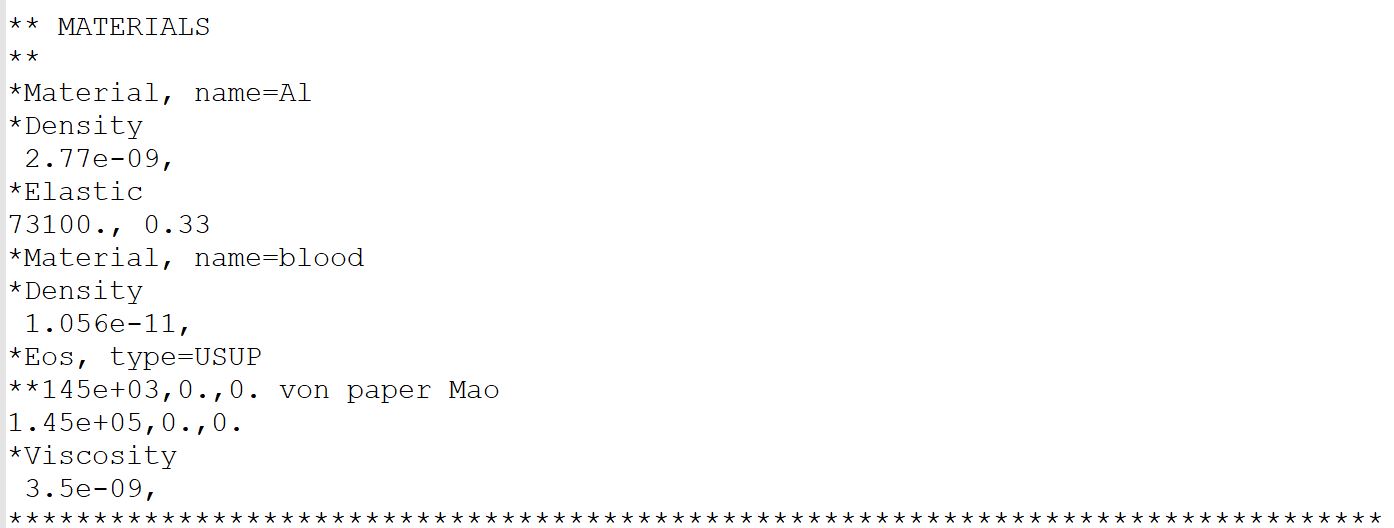 ** MATERIALS
**
*Material, name=Al
*Density
 2.77e-09,
*Elastic
73100., 0.33
*Material, name=blood
*Density
 1.056e-11,
*Eos, type=USUP
**145e+03,0.,0. von paper Mao
1.45e+05,0.,0.
*Viscosity
 3.5e-09,
*********************************************************************************